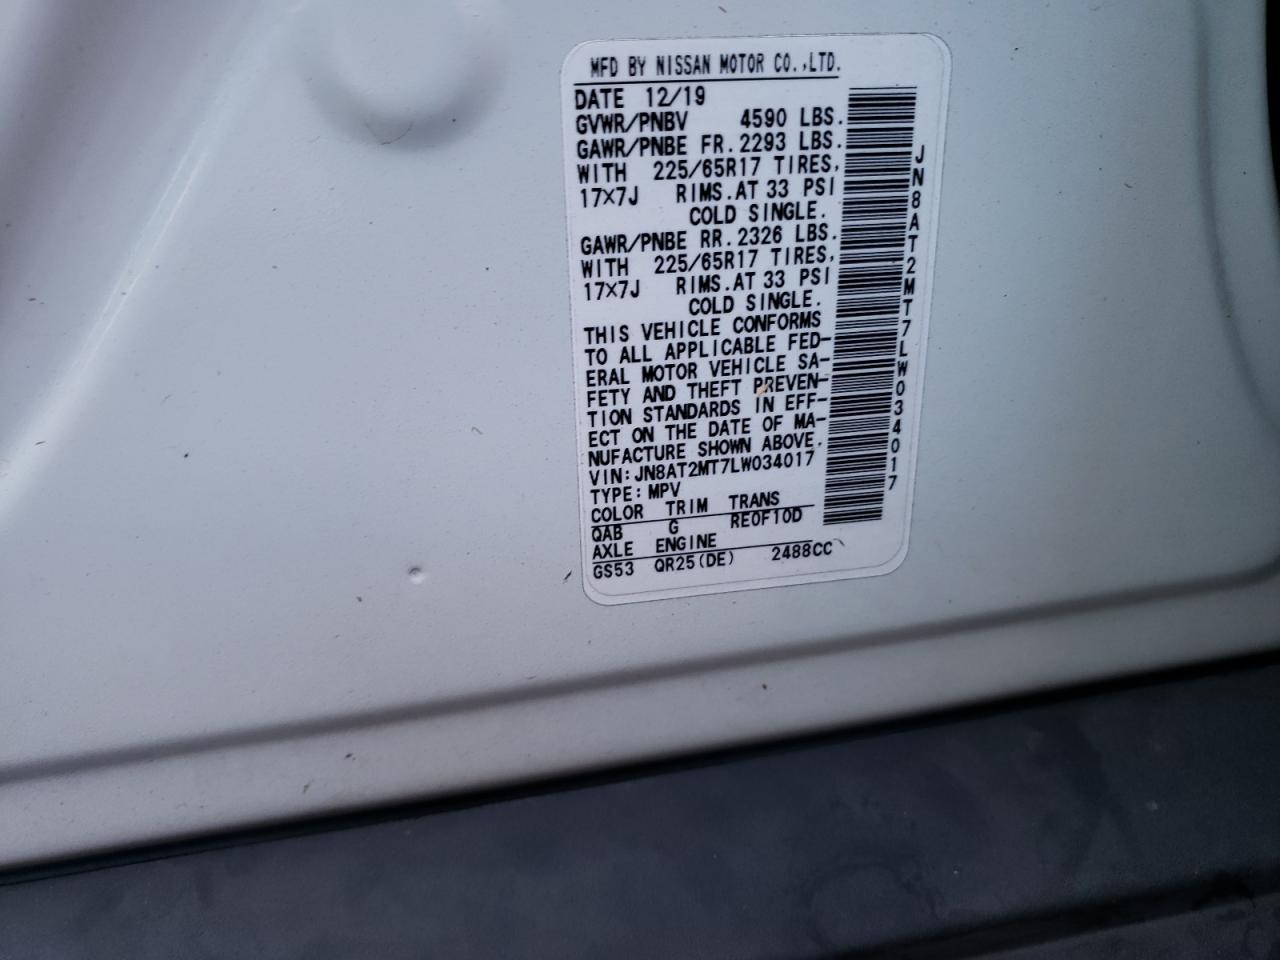 MFD BY NISSAN MOTOR CO.,LTD.
DATE 12/19
GVWR/PNBV 4590 LBS.
GAWR/PNBE FR.2293 LBS.
WITH 225/65R17 TIRES,
17×7J RIMS.AT 33 PSI
COLD SINGLE.
GAWR/PNBE RR.2326 LBS.
WITH 225/65R17 TIRES,
17×7J RIMS.AT 33 PSI
COLD SINGLE.
THIS VEHICLE CONFORMS
TO ALL APPLICABLE FED-
ERAL MOTOR VEHICLE SA-
FETY AND THEFT PREVEN-
TION STANDARDS IN EFF-
ECT ON THE DATE OF MA-
NUFACTURE SHOWN ABOVE.
VIN:JN8AT2MT7LW034017
TYPE:MPV
COLOR TRIM TRANS
QAB G RE0F10D
AXLE ENGINE
GS53 QR25(DE) 2488CC
JN8AT2MT7LW034017